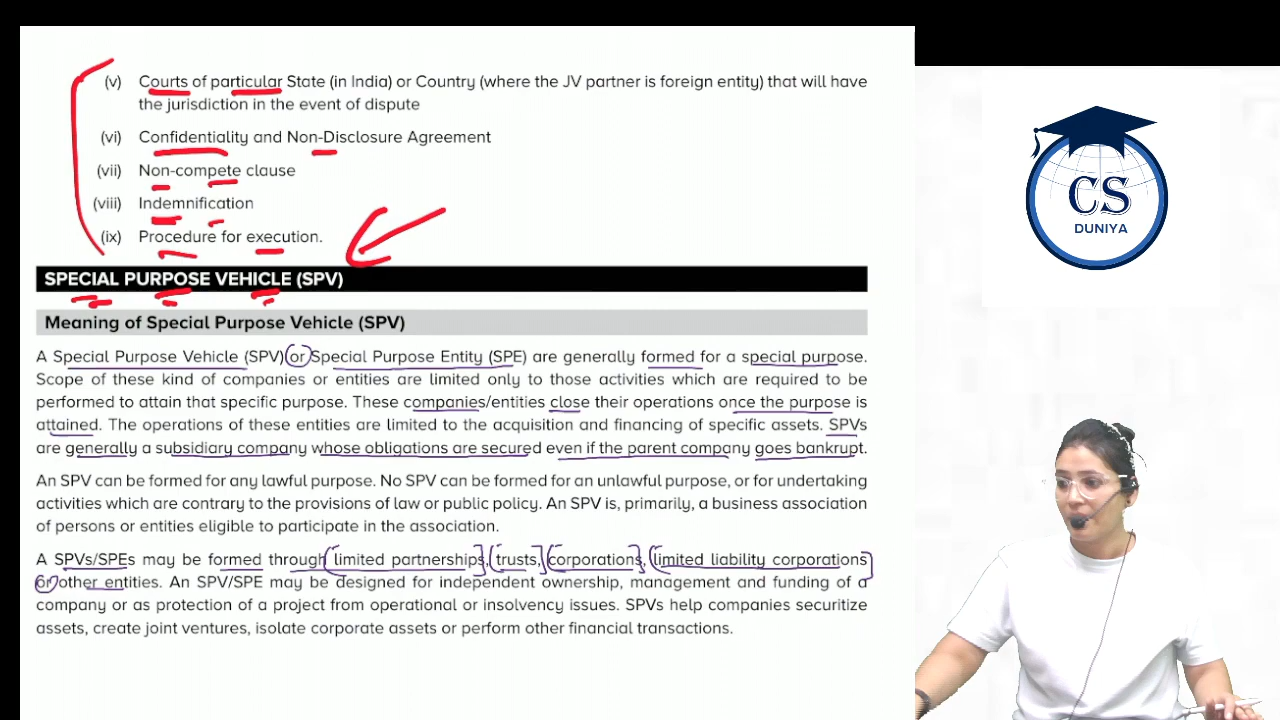 (v) Courts of particular State (in India) or Country (where the JV partner is foreign entity) that will have
the jurisdiction in the event of dispute
(vi) Confidentiality and Non-Disclosure Agreement
(vii) Non-compete clause
(viii) Indemnification
(ix) Procedure for execution.
SPECIAL PURPOSE VEHICLE (SPV)
Meaning of Special Purpose Vehicle (SPV)
A Special Purpose Vehicle (SPV) or Special Purpose Entity (SPE) are generally formed for a special purpose.
Scope of these kind of companies or entities are limited only to those activities which are required to be
performed to attain that specific purpose. These companies/entities close their operations once the purpose is
attained. The operations of these entities are limited to the acquisition and financing of specific assets. SPVs
are generally a subsidiary company whose obligations are secured even if the parent company goes bankrupt.
An SPV can be formed for any lawful purpose. No SPV can be formed for an unlawful purpose, or for undertaking
activities which are contrary to the provisions of law or public policy. An SPV is, primarily, a business association
of persons or entities eligible to participate in the association.
A SPVs/SPEs may be formed through limited partnerships, trusts, corporations, limited liability corporations
or other entities. An SPV/SPE may be designed for independent ownership, management and funding of a
company or as protection of a project from operational or insolvency issues. SPVs help companies securitize
assets, create joint ventures, isolate corporate assets or perform other financial transactions.
CS
DUNIYA